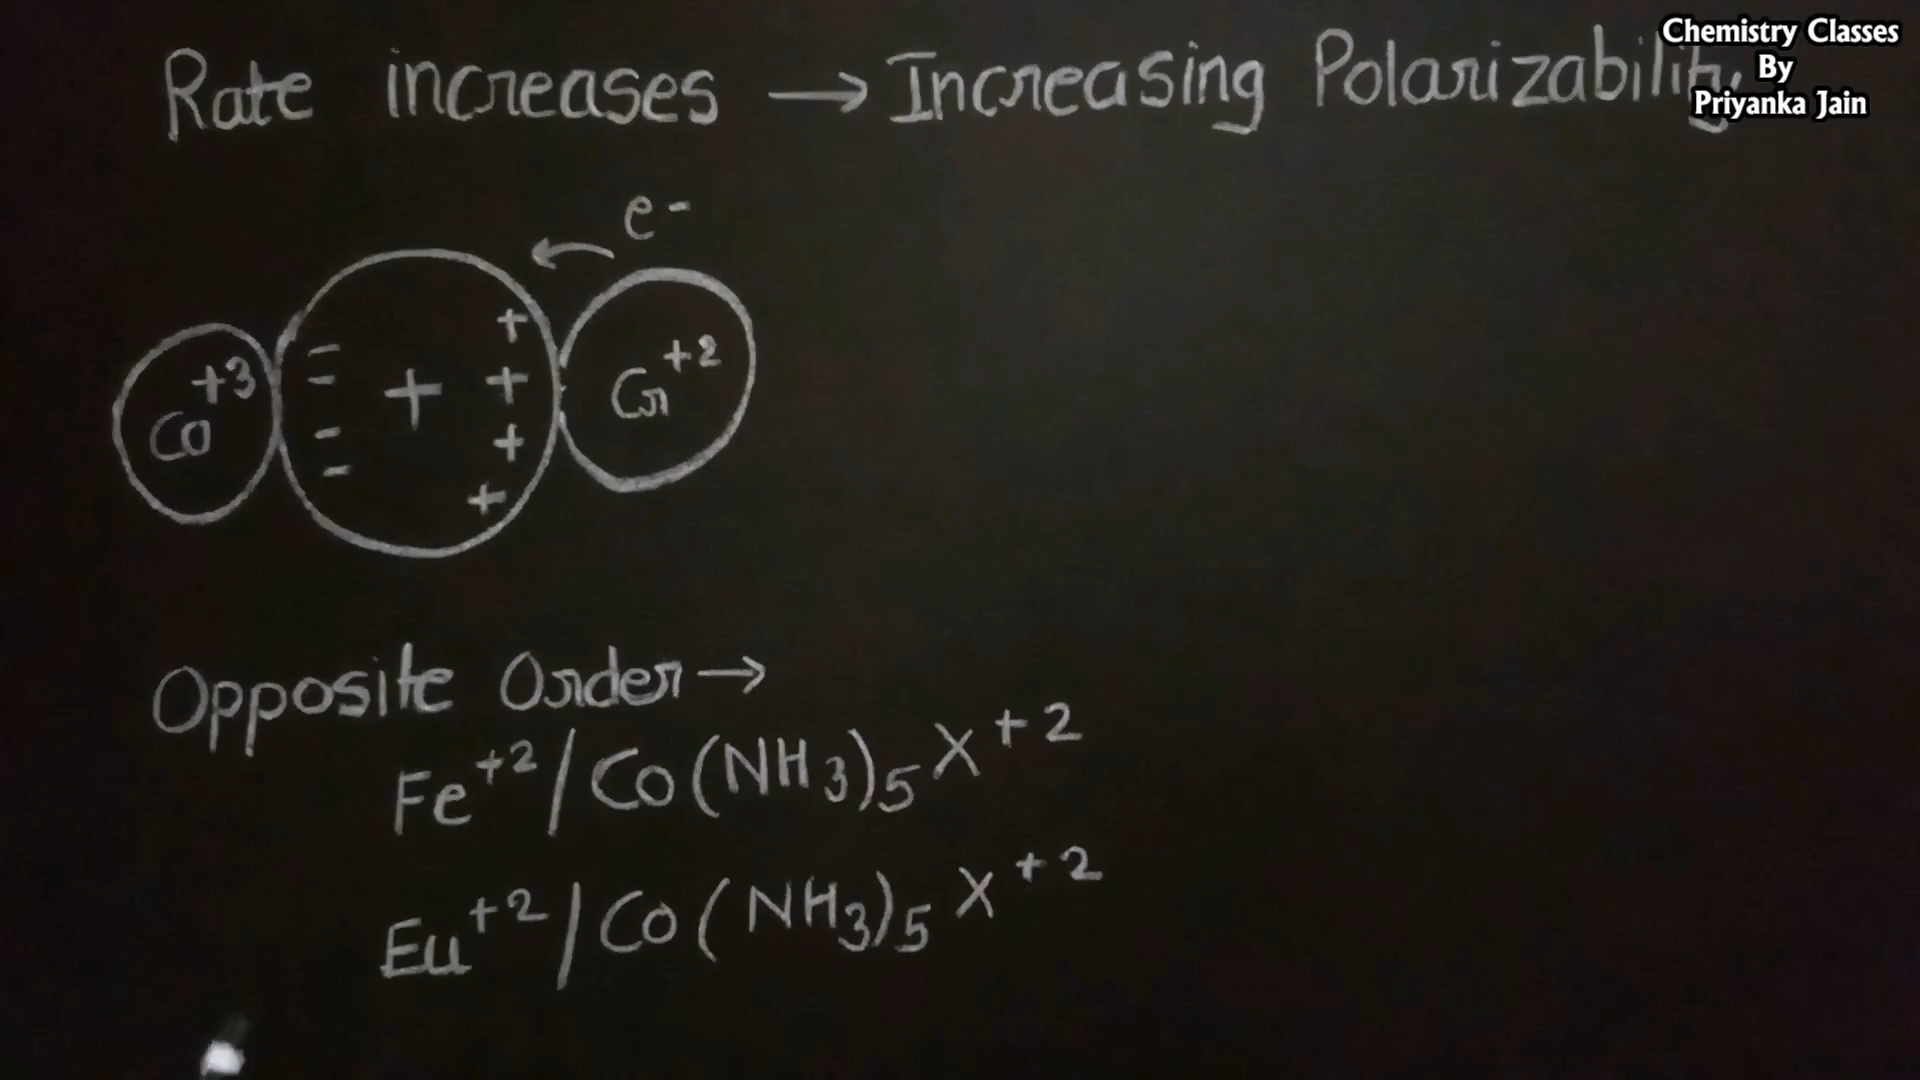 Rate increases → Increasing Polarizability
Chemistry Classes
By
Priyanka Jain
e-
Co+3
- - - -
+
+ + + +
Cr+2
Opposite Order →
Fe+2/Co(NH3)5X+2
Eu+2/Co(NH3)5X+2